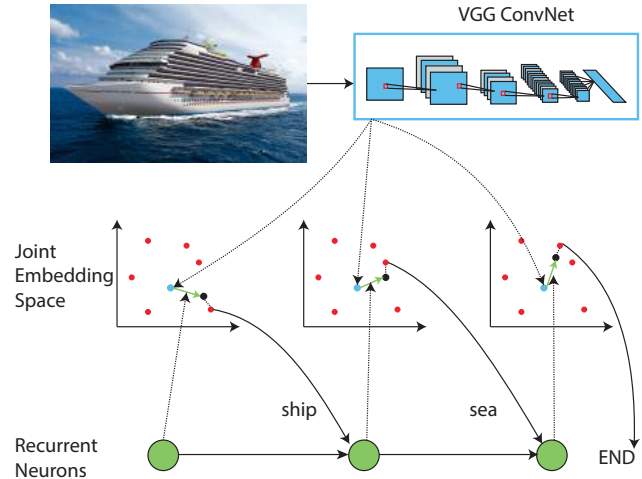 VGG ConvNet
Joint
Embedding
Space
ship
sea
Recurrent
Neurons
END